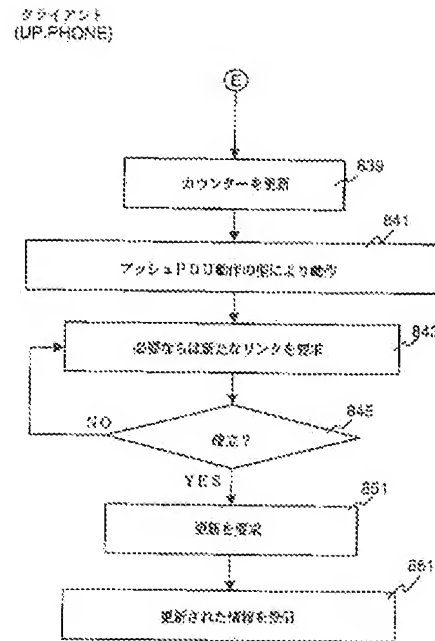 クライアント
(UP.PHONE)
E
カウンターを更新
839
841
プッシュPDU動作の型により動作
必要ならば新たなリンクを要求
NO
845
確立?
YES
更新を要求
更新された情報を受信